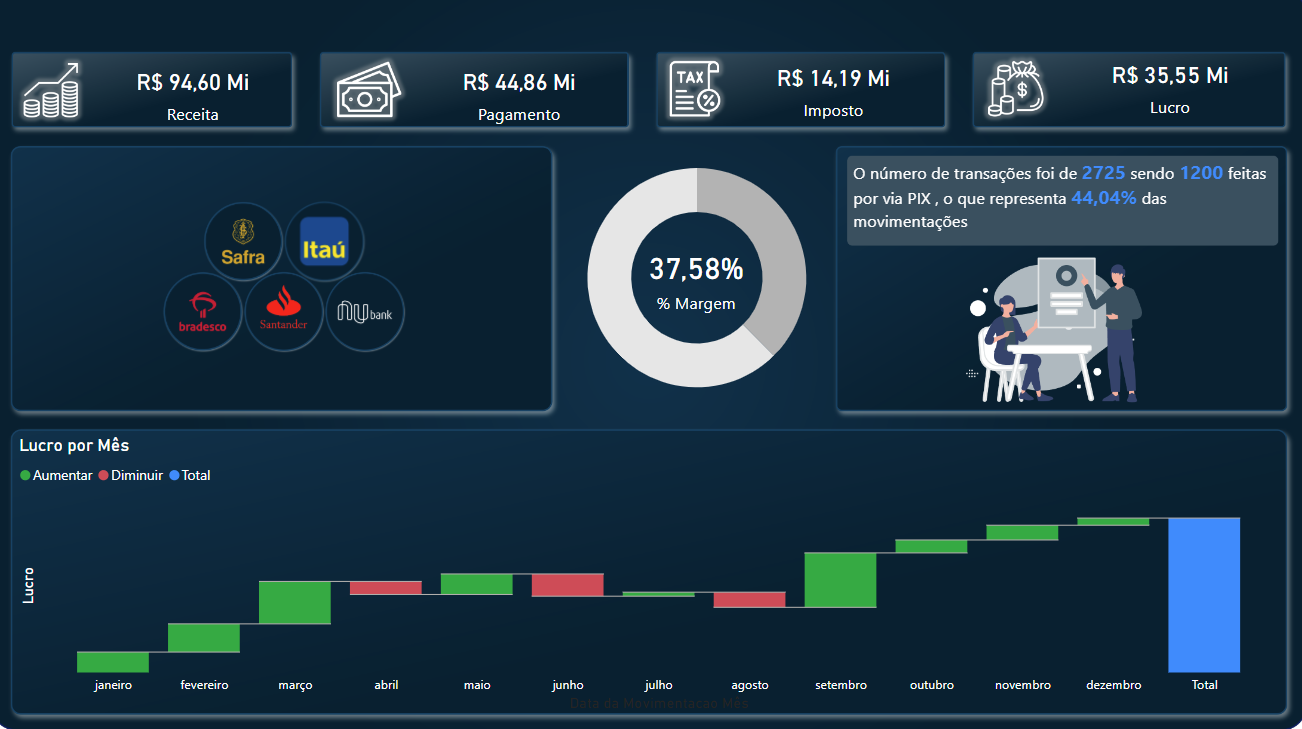 R$ 94,60 Mi
Receita
R$ 44,86 Mi
Pagamento
TAX
%
R$ 14,19 Mi
Imposto
$
R$ 35,55 Mi
Lucro
Safra
Itaú
bradesco
Santander
nu bank
37,58%
% Margem
O número de transações foi de 2725 sendo 1200 feitas
por via PIX , o que representa 44,04% das
movimentações
Lucro por Mês
Aumentar Diminuir Total
Lucro
janeiro fevereiro março abril maio junho julho agosto setembro outubro novembro dezembro Total
Data da Movimentação Mês